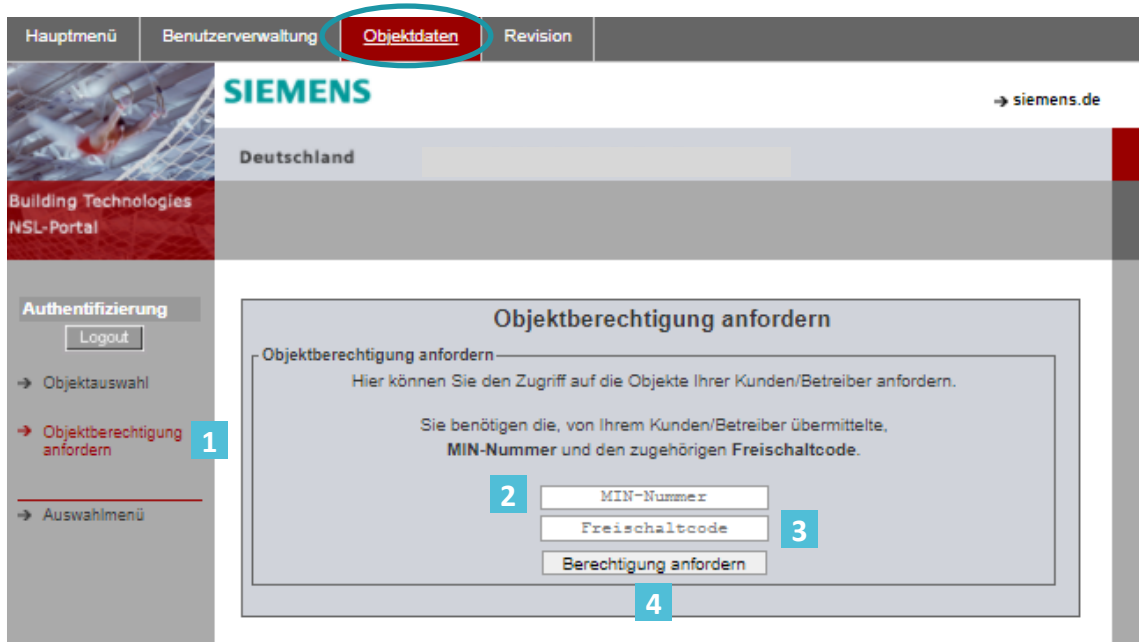 Hauptmenü Benutzerverwaltung Objektdaten Revision
SIEMENS
→ siemens.de
Deutschland
Building Technologies
NSL-Portal
Authentifizierung
Logout
→ Objektauswahl
→ Objektberechtigung
anfordern
1
→ Auswahlmenü
Objektberechtigung anfordern
Objektberechtigung anfordern
Hier können Sie den Zugriff auf die Objekte Ihrer Kunden/Betreiber anfordern.
Sie benötigen die, von Ihrem Kunden/Betreiber übermittelte,
MIN-Nummer und den zugehörigen Freischaltcode.
2 MIN-Nummer
Freischaltcode 3
Berechtigung anfordern
4